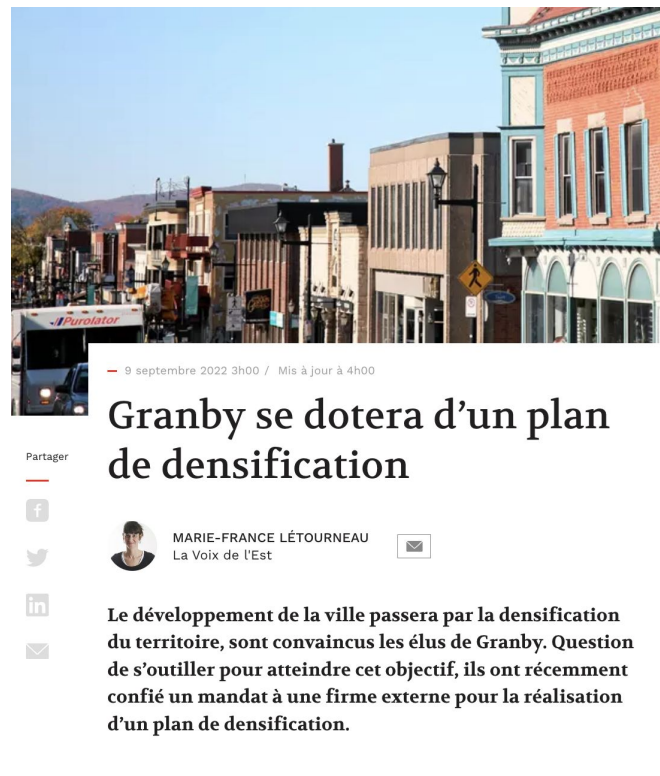 Purolator
9 septembre 2022 3h00 / Mis à jour à 4h00
Granby se dotera d’un plan
de densification
Partager
MARIE-FRANCE LÉTOURNEAU
La Voix de l'Est
Le développement de la ville passera par la densification
du territoire, sont convaincus les élus de Granby. Question
de s’outiller pour atteindre cet objectif, ils ont récemment
confié un mandat à une firme externe pour la réalisation
d’un plan de densification.